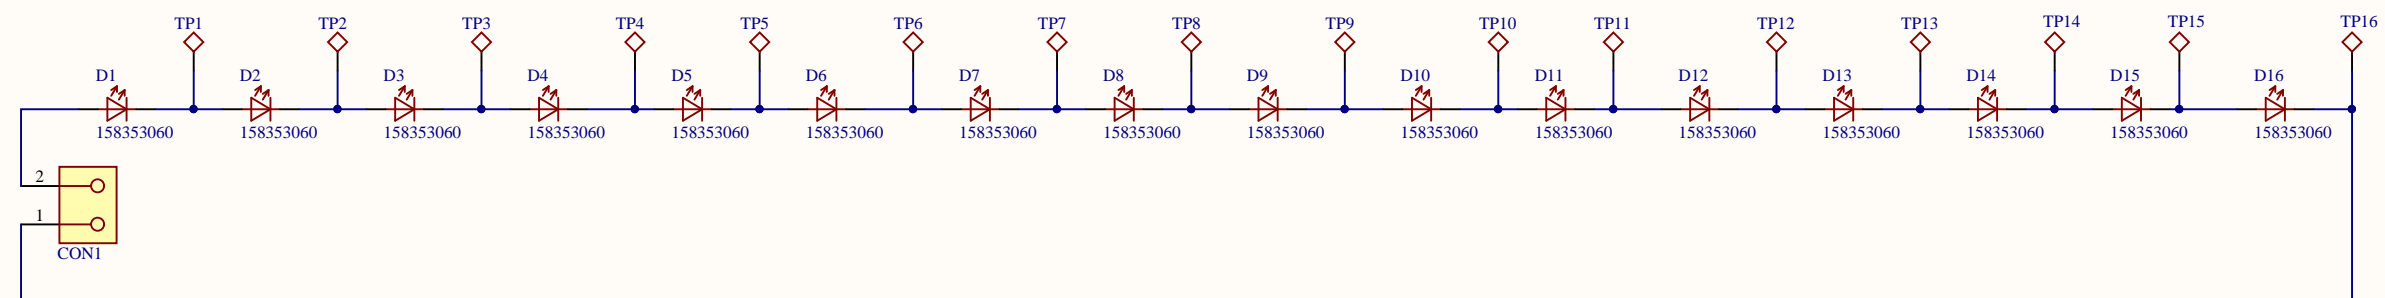 TP1 TP2 TP3 TP4 TP5 TP6 TP7 TP8 TP9 TP10 TP11 TP12 TP13 TP14 TP15 TP16
D1 D2 D3 D4 D5 D6 D7 D8 D9 D10 D11 D12 D13 D14 D15 D16
158353060 158353060 158353060 158353060 158353060 158353060 158353060 158353060 158353060 158353060 158353060 158353060 158353060 158353060 158353060 158353060
2
1
CON1